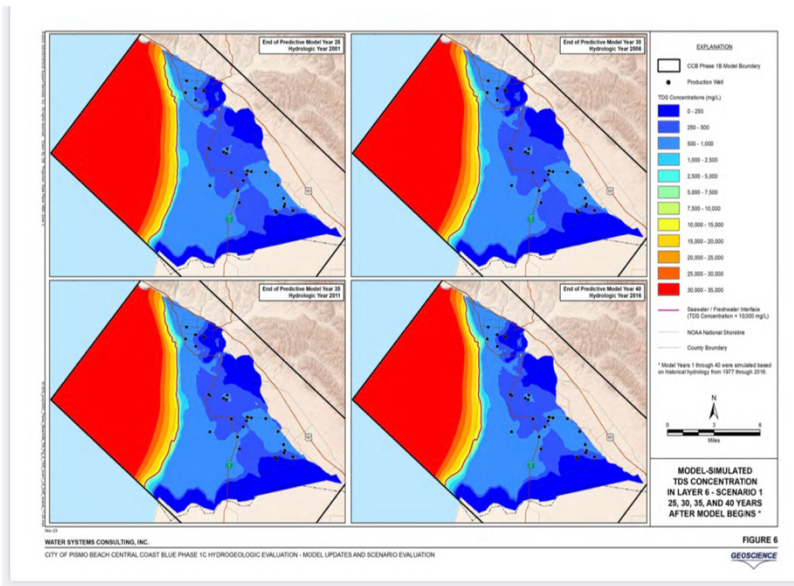 End of Predictive Model Year 25
Hydrologic Year 2001
End of Predictive Model Year 30
Hydrologic Year 2006
End of Predictive Model Year 35
Hydrologic Year 2011
End of Predictive Model Year 40
Hydrologic Year 2016
EXPLANATION
CCB Phase 1B Model Boundary
Production Well
TDS Concentrations (mg/L)
0 - 250
250 - 500
500 - 1,000
1,000 - 2,500
2,500 - 5,000
5,000 - 7,500
7,500 - 10,000
10,000 - 15,000
15,000 - 20,000
20,000 - 25,000
25,000 - 30,000
30,000 - 35,000
Seawater / Freshwater Interface
(TDS Concentration = 10,000 mg/L)
NOAA National Shoreline
County Boundary
* Model Years 1 through 40 were simulated based
on historical hydrology from 1977 through 2016.
N
0 3 6
Miles
MODEL-SIMULATED
TDS CONCENTRATION
IN LAYER 6 - SCENARIO 1
25, 30, 35, AND 40 YEARS
AFTER MODEL BEGINS *
Nov-23
WATER SYSTEMS CONSULTING, INC.
FIGURE 6
CITY OF PISMO BEACH CENTRAL COAST BLUE PHASE 1C HYDROGEOLOGIC EVALUATION - MODEL UPDATES AND SCENARIO EVALUATION
GEOSCIENCE